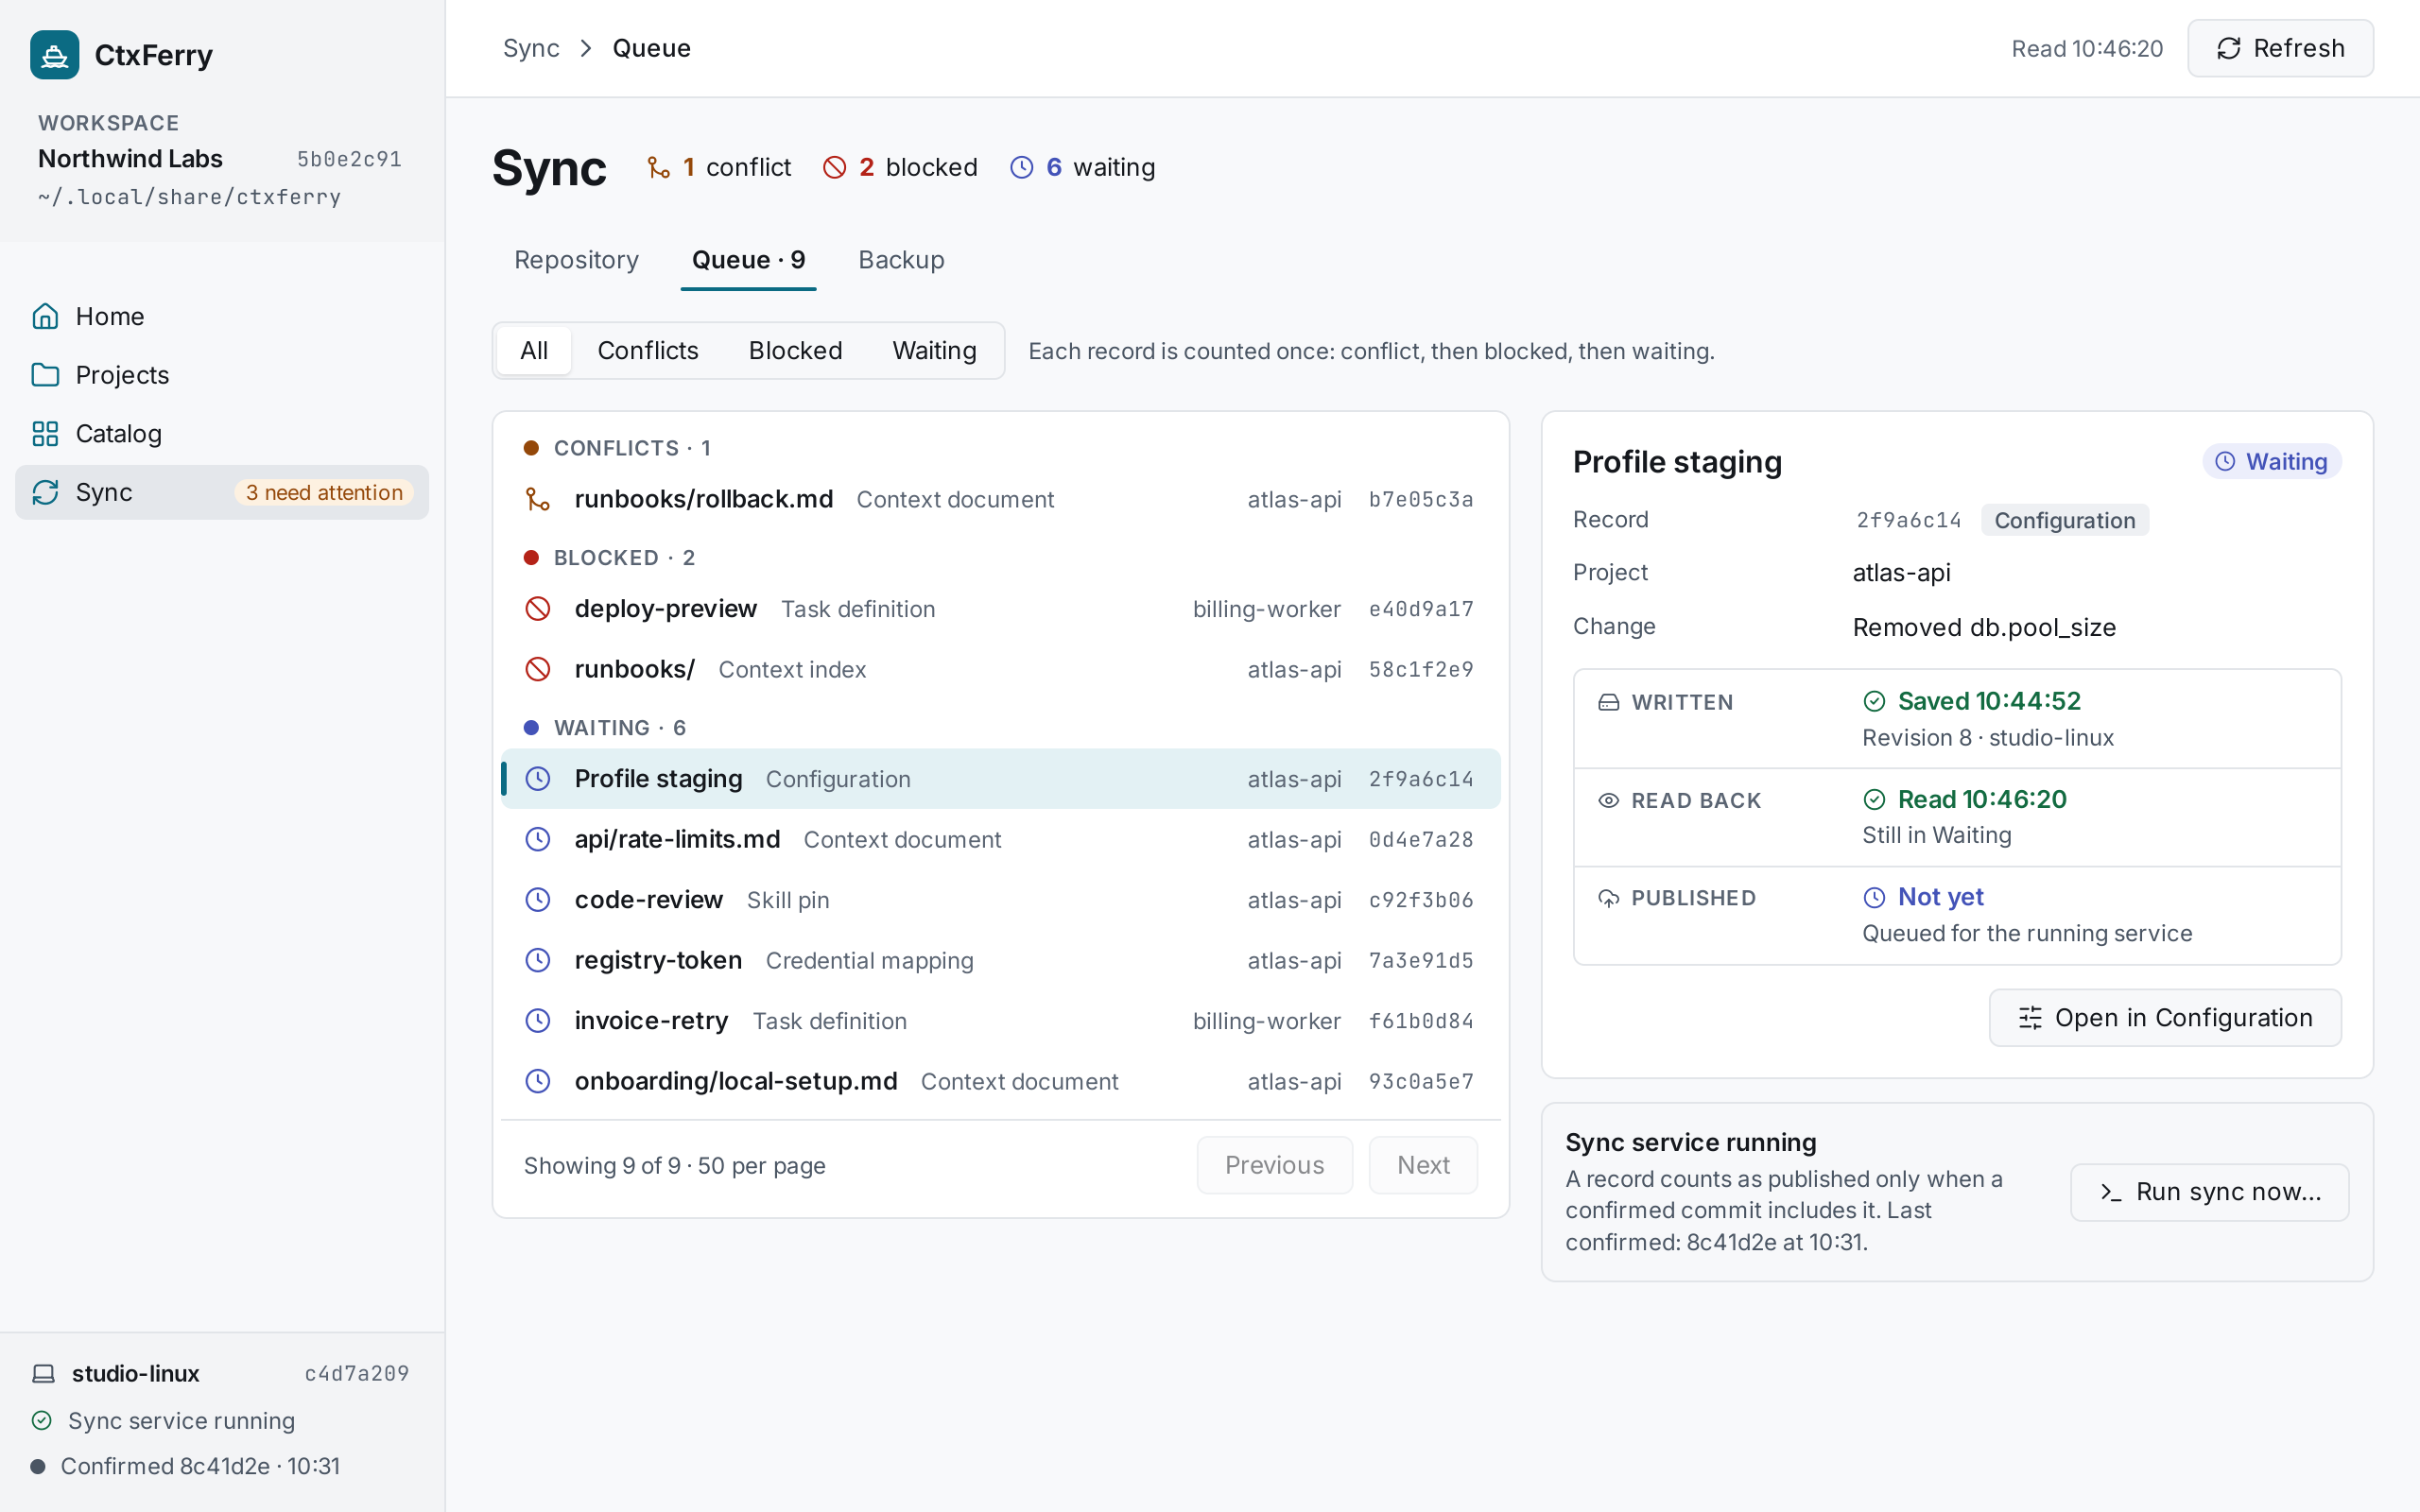 CtxFerry
WORKSPACE
Northwind Labs 5b0e2c91
~/.local/share/ctxferry
Home
Projects
Catalog
Sync 3 need attention
studio-linux c4d7a209
Sync service running
Confirmed 8c41d2e · 10:31
Sync > Queue
Read 10:46:20 Refresh
Sync 1 conflict 2 blocked 6 waiting
Repository Queue · 9 Backup
All Conflicts Blocked Waiting Each record is counted once: conflict, then blocked, then waiting.
CONFLICTS · 1
runbooks/rollback.md Context document atlas-api b7e05c3a
BLOCKED · 2
deploy-preview Task definition billing-worker e40d9a17
runbooks/ Context index atlas-api 58c1f2e9
WAITING · 6
Profile staging Configuration atlas-api 2f9a6c14
api/rate-limits.md Context document atlas-api 0d4e7a28
code-review Skill pin atlas-api c92f3b06
registry-token Credential mapping atlas-api 7a3e91d5
invoice-retry Task definition billing-worker f61b0d84
onboarding/local-setup.md Context document atlas-api 93c0a5e7
Showing 9 of 9 · 50 per page Previous Next
Profile staging Waiting
Record 2f9a6c14 Configuration
Project atlas-api
Change Removed db.pool_size
WRITTEN Saved 10:44:52
Revision 8 · studio-linux
READ BACK Read 10:46:20
Still in Waiting
PUBLISHED Not yet
Queued for the running service
Open in Configuration
Sync service running
A record counts as published only when a
confirmed commit includes it. Last
confirmed: 8c41d2e at 10:31.
Run sync now...